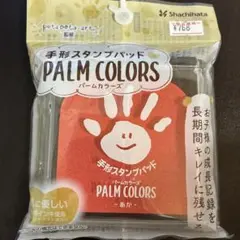 Shachihata
¥768
手形スタンプパッド
PALM COLORS
パームカラーズ
お子様の成長記録を
長期間キレイに残せる
手形スタンプパッド
パームカラーズ
PALM COLORS
-あか-
に優しい